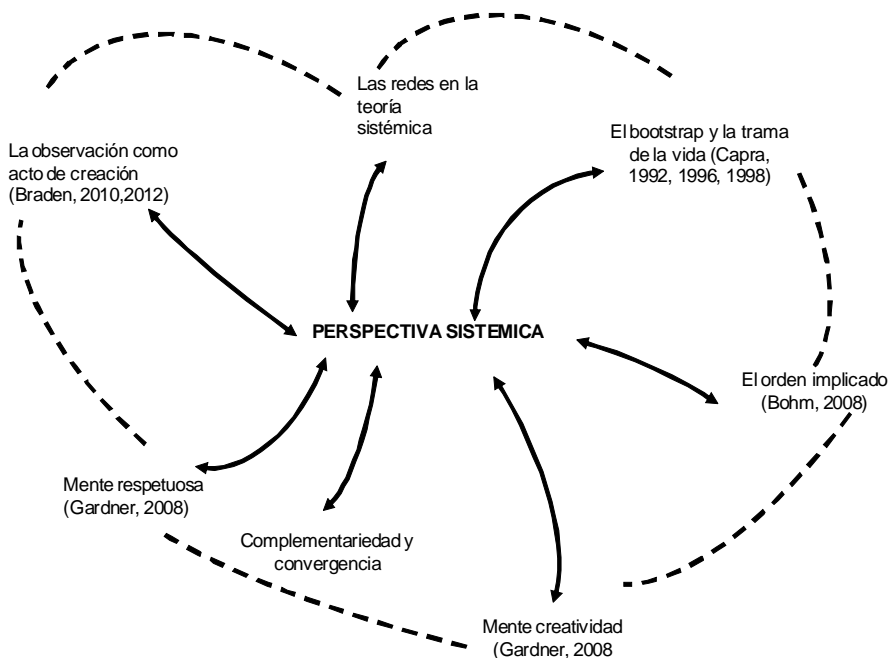 Las redes en la
teoría
sistémica
La observación como
acto de creación
(Braden, 2010,2012)
El bootstrap y la trama
de la vida (Capra,
1992, 1996, 1998)
PERSPECTIVA SISTEMICA
El orden implicado
(Bohm, 2008)
Mente respetuosa
(Gardner, 2008)
Complementariedad y
convergencia
Mente creatividad
(Gardner, 2008